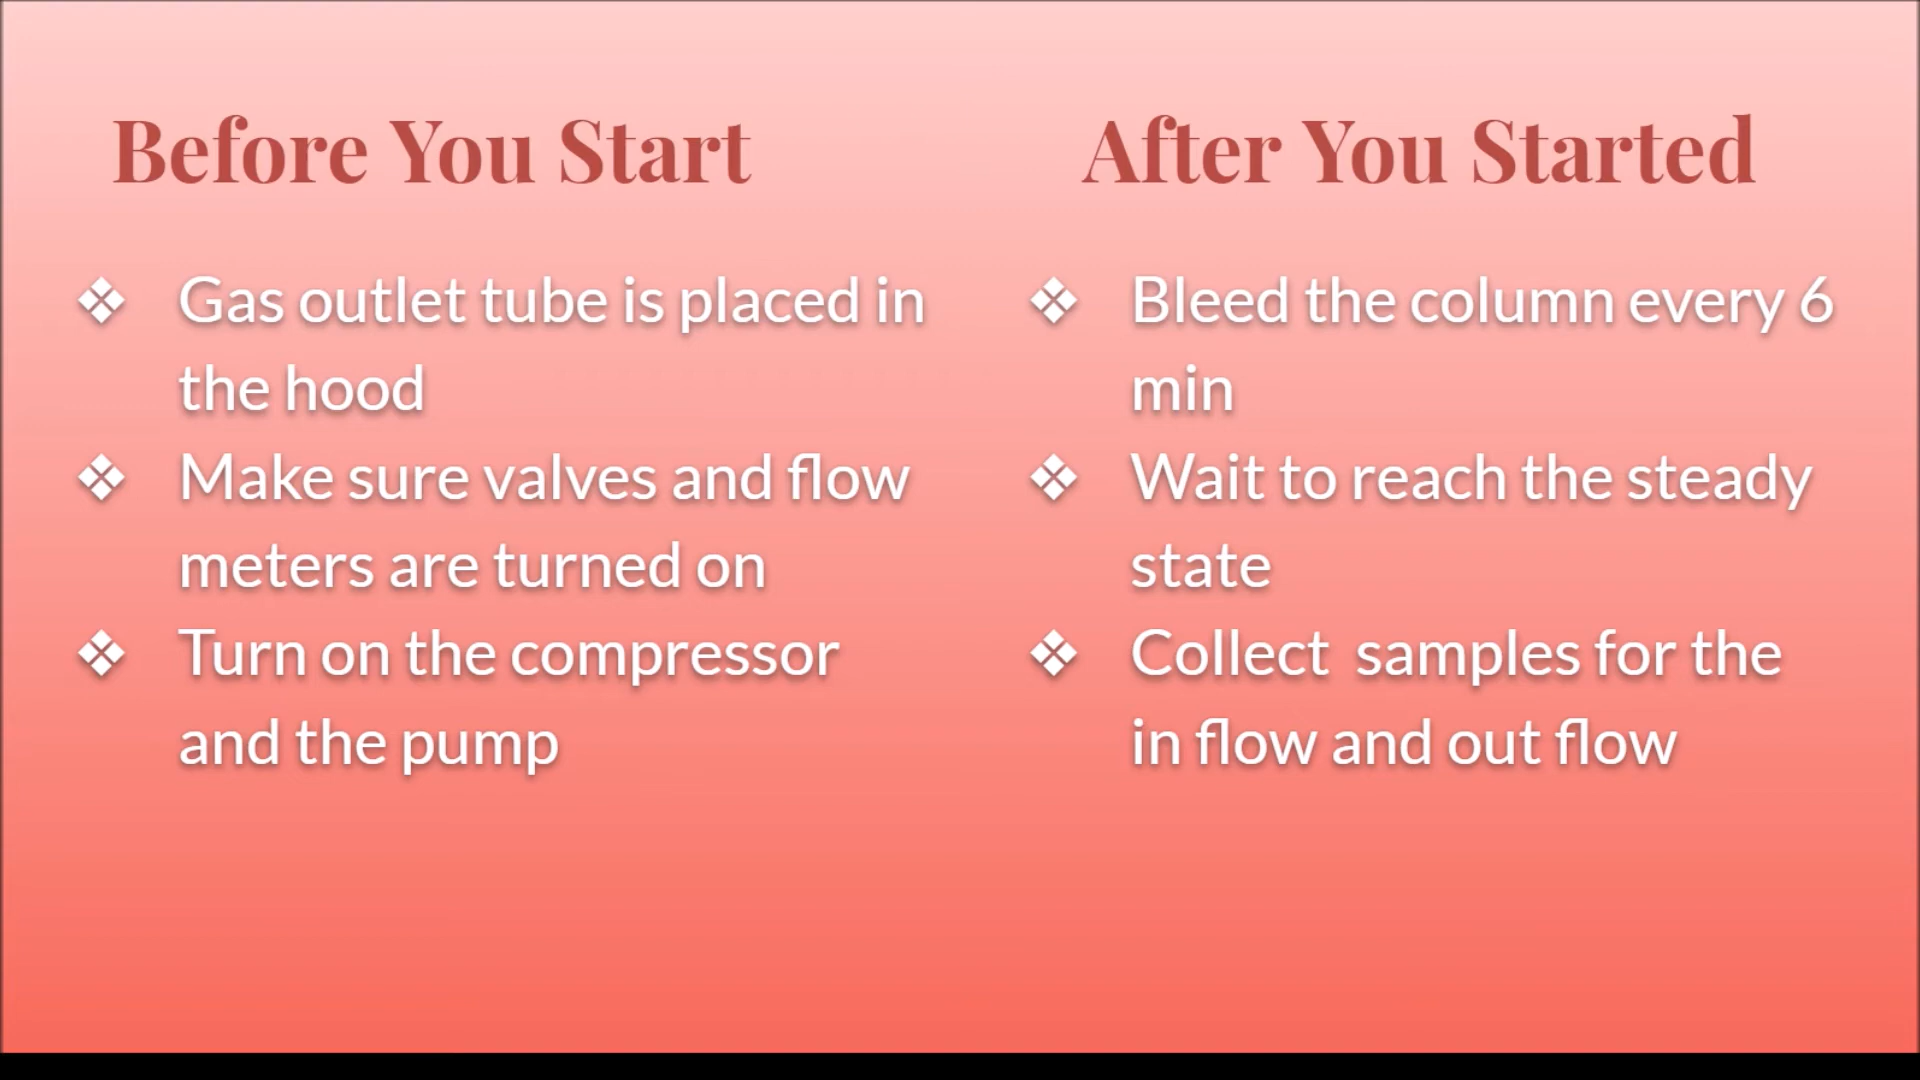 Before You Start
❖ Gas outlet tube is placed in
the hood
❖ Make sure valves and flow
meters are turned on
❖ Turn on the compressor
and the pump
After You Started
❖ Bleed the column every 6
min
❖ Wait to reach the steady
state
❖ Collect  samples for the
in flow and out flow